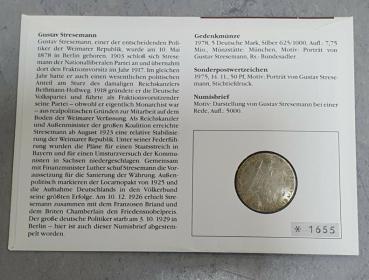 Gustav Stresemann
Gustav Stresemann, einer der entscheidenden Poli-
tiker der Weimarer Republik, wurde am 10. Mai
1878 in Berlin geboren. 1903 schloß sich Strese-
mann der Nationalliberalen Partei an und übernahm
dort den Fraktionsvorsitz im Jahr 1917. Im gleichen
Jahr hatte er auch einen wesentlichen politischen
Anteil am Sturz des damaligen Reichskanzlers
Bethmann-Hollweg. 1918 gründete er die Deutsche
Volkspartei und führte als Fraktionsvorsitzender
seine Partei – obwohl er eigentlich Monarchist war
– aus realpolitischen Gründen zur Mitarbeit auf dem
Boden der Weimarer Verfassung. Als Reichskanzler
und Außenminister der großen Koalition erreichte
Stresemann ab August 1923 eine relative Stabilisie-
rung der Weimarer Republik. Unter seiner Federfüh-
rung wurden die Pläne für einen Staatsstreich in
Bayern und für einen Umsturzversuch der Kommuni-
sten in Sachsen niedergeschlagen. Gemeinsam
mit Finanzminister Luther schuf Stresemann die Vor-
aussetzung für die Sanierung der Währung. Außen-
politisch markieren der Locarnopakt von 1925 und
die Aufnahme Deutschlands in den Völkerbund
seine größten Erfolge. Am 10. 12. 1926 erhielt Strese-
mann zusammen mit dem Franzosen Briand und
dem Briten Chamberlain den Friedensnobelpreis.
Der große deutsche Politiker starb am 3. 10. 1929 in
Berlin – hier ist auch dieser Numisbrief abgestem-
pelt worden.
Gedenkmünze
1978, 5 Deutsche Mark, Silber 625/1000, Aufl.: 7,75
Mio., Münzstätte: München, Motiv: Porträt von
Gustav Stresemann, Rs.: Bundesadler.
Sonderpostwertzeichen
1975, 14. 11., 50 Pf, Motiv: Porträt von Gustav Strese-
mann, Stichtiefdruck.
Numisbrief
Motiv: Darstellung von Gustav Stresemann bei einer
Rede, Aufl.: 5000.
* 1655